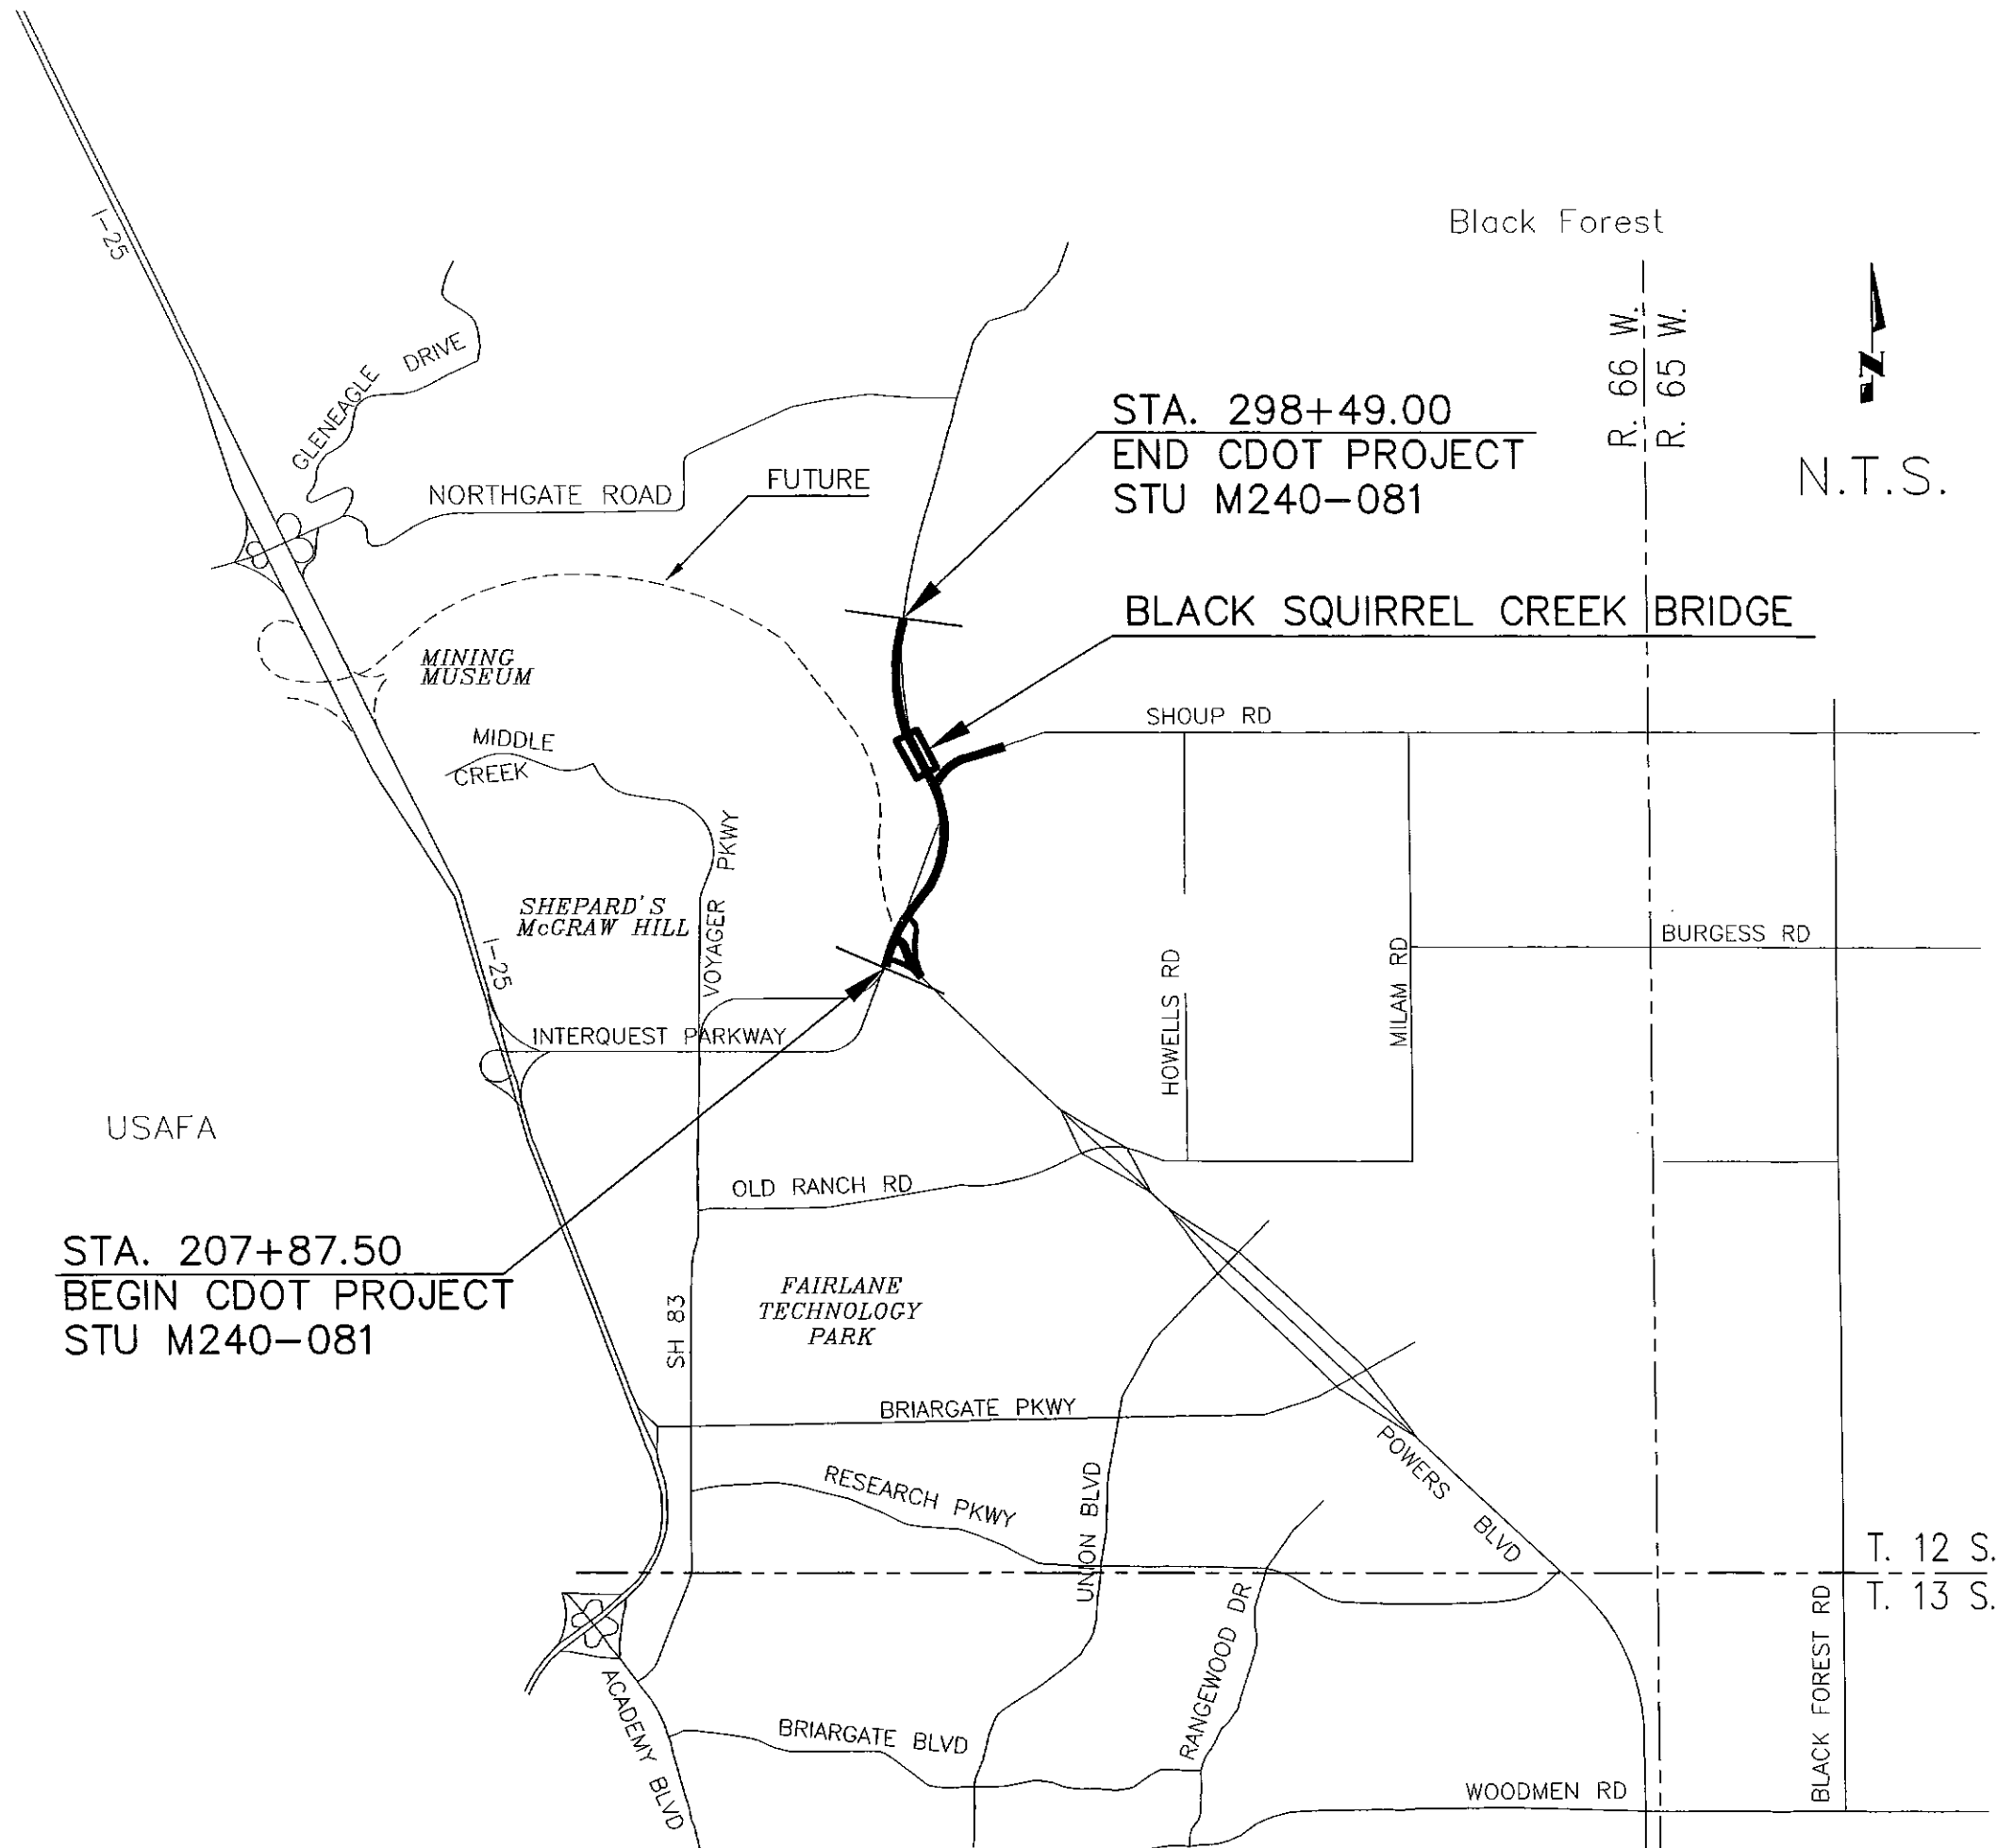 Black Forest
I-25
R. 66 W.
R. 65 W.
N
N.T.S.
GLENEAGLE DRIVE
STA. 298+49.00
END CDOT PROJECT
STU M240-081
NORTHGATE ROAD
FUTURE
BLACK SQUIRREL CREEK BRIDGE
MINING
MUSEUM
SHOUP RD
MIDDLE
CREEK
VOYAGER PKWY
SHEPARD'S
McGRAW HILL
BURGESS RD
I-25
HOWELLS RD
MILAM RD
INTERQUEST PARKWAY
USAFA
OLD RANCH RD
STA. 207+87.50
BEGIN CDOT PROJECT
STU M240-081
FAIRLANE
TECHNOLOGY
PARK
SH 83
BRIARGATE PKWY
POWERS BLVD
RESEARCH PKWY
UNION BLVD
T. 12 S.
T. 13 S.
RANGEWOOD DR
BLACK FOREST RD
ACADEMY BLVD
BRIARGATE BLVD
WOODMEN RD